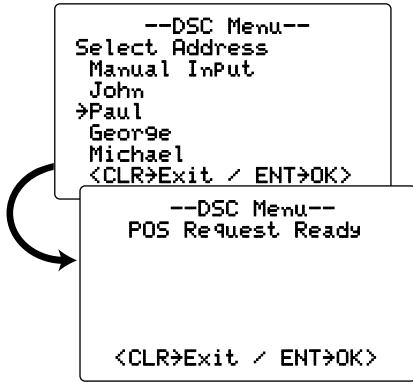 --DSC Menu--
Select Address
Manual Input
John
→Paul
George
Michael
<CLR→Exit / ENT→OK>
--DSC Menu--
POS Request Ready
<CLR→Exit / ENT→OK>